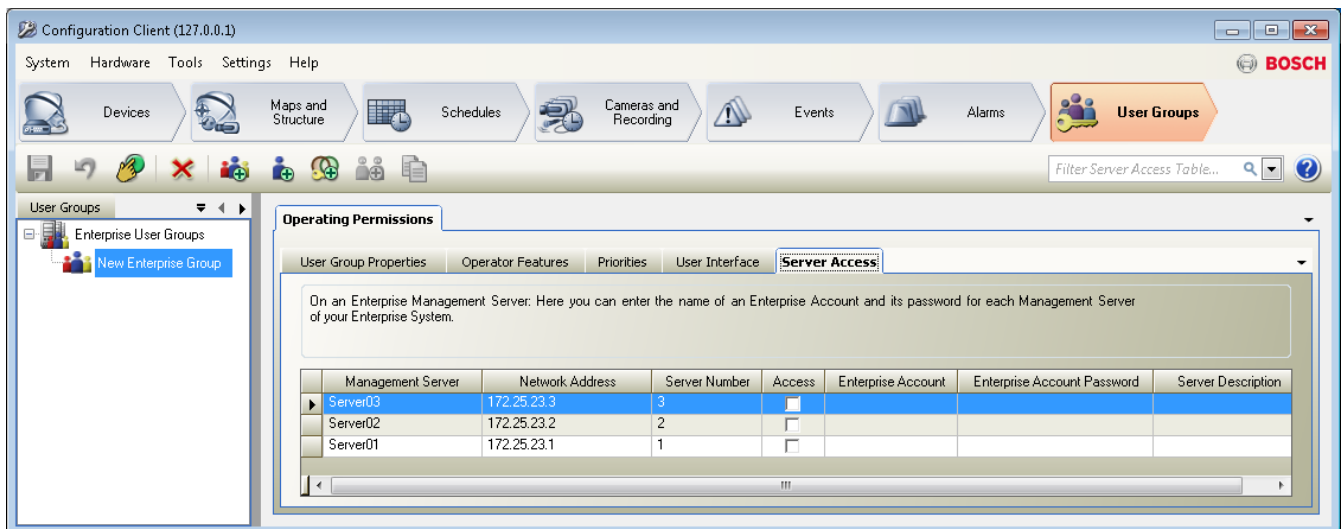 Configuration Client (127.0.0.1)
System Hardware Tools Settings Help
BOSCH
Devices
Maps and
Structure
Schedules
Cameras and
Recording
Events
Alarms
User Groups
Filter Server Access Table...
User Groups
Enterprise User Groups
New Enterprise Group
Operating Permissions
User Group Properties Operator Features Priorities User Interface Server Access
On an Enterprise Management Server: Here you can enter the name of an Enterprise Account and its password for each Management Server
of your Enterprise System.
Management Server Network Address Server Number Access Enterprise Account Enterprise Account Password Server Description
Server03 172.25.23.3 3
Server02 172.25.23.2 2
Server01 172.25.23.1 1